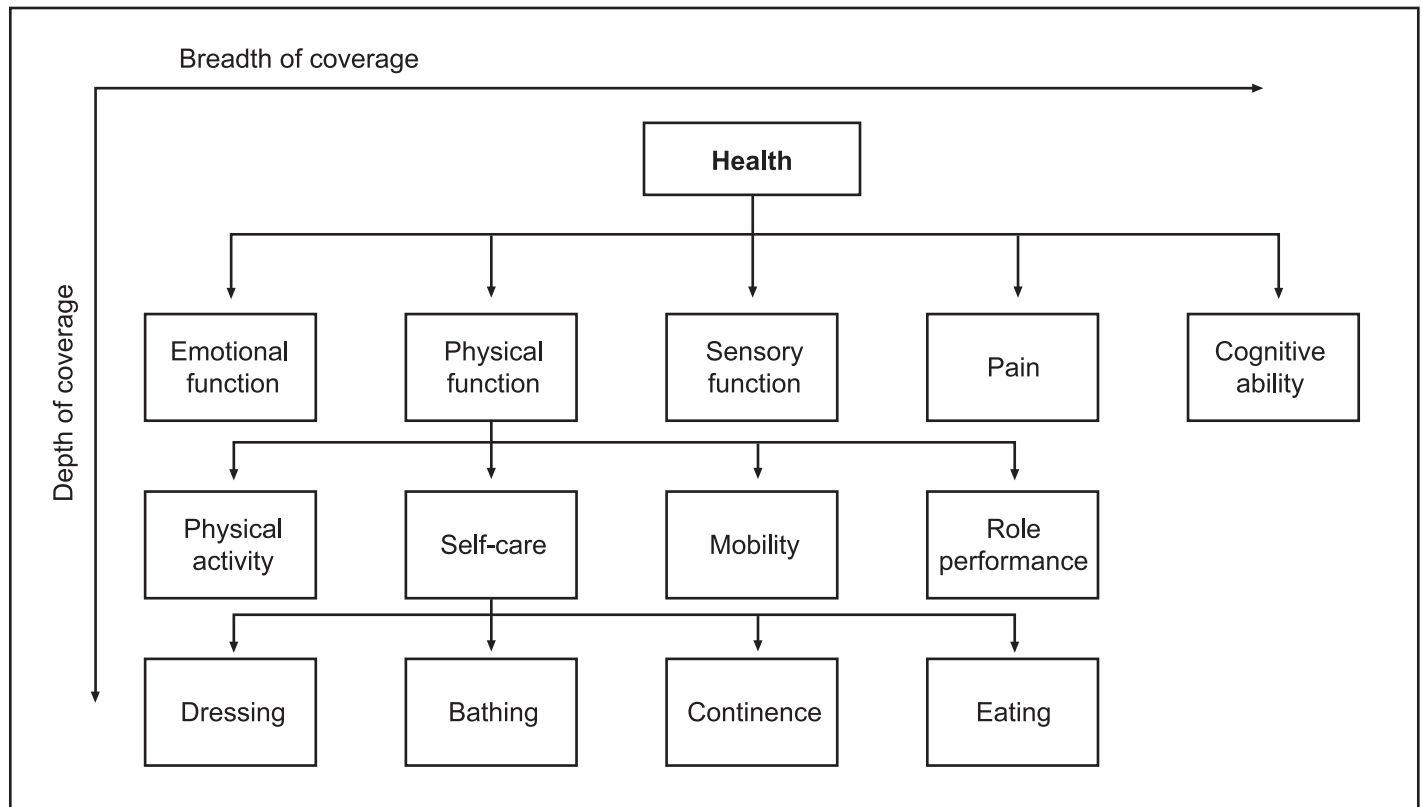 Breadth of coverage
Depth of coverage
Health
Emotional
function
Physical
function
Sensory
function
Pain
Cognitive
ability
Physical
activity
Self-care
Mobility
Role
performance
Dressing
Bathing
Continence
Eating